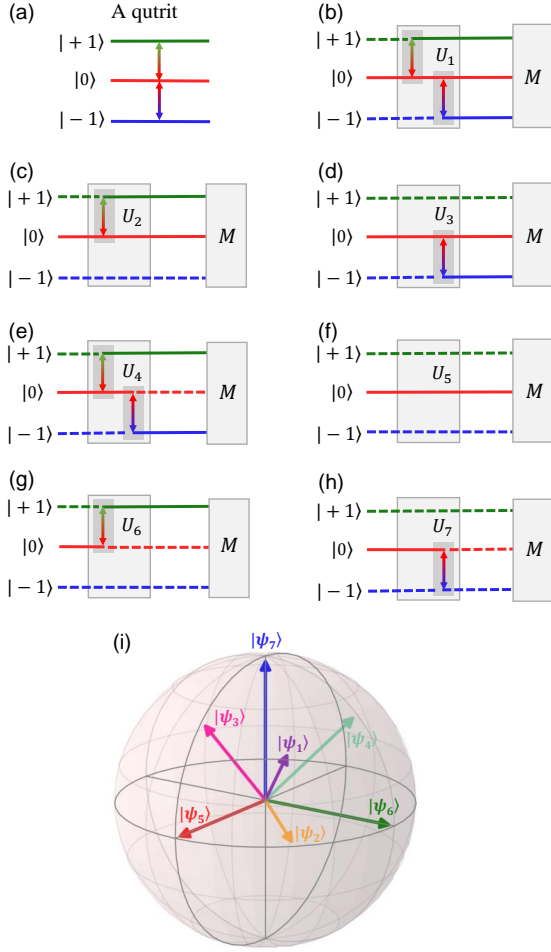 (a) A qutrit
| + 1⟩
|0⟩
| − 1⟩
(b)
| + 1⟩
U₁
|0⟩
M
| − 1⟩
(c)
| + 1⟩
U₂
|0⟩
M
| − 1⟩
(d)
| + 1⟩
U₃
|0⟩
M
| − 1⟩
(e)
| + 1⟩
U₄
|0⟩
M
| − 1⟩
(f)
| + 1⟩
U₅
|0⟩
M
| − 1⟩
(g)
| + 1⟩
U₆
|0⟩
M
| − 1⟩
(h)
| + 1⟩
U₇
|0⟩
M
| − 1⟩
(i)
|ψ₇⟩
|ψ₃⟩
|ψ₁⟩
|ψ₄⟩
|ψ₅⟩
|ψ₂⟩
|ψ₆⟩